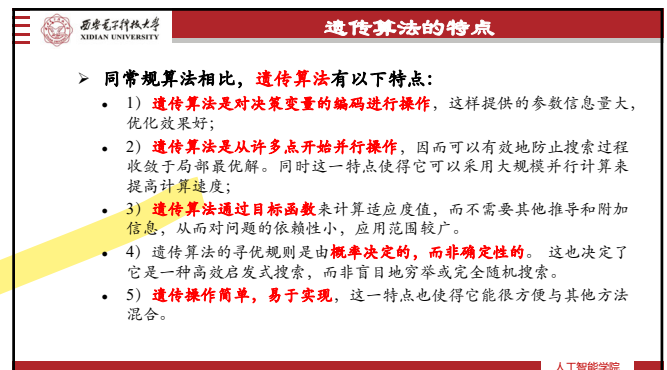 西安电子科技大学
XIDIAN UNIVERSITY
遗传算法的特点
➢ 同常规算法相比，遗传算法有以下特点：
• 1）遗传算法是对决策变量的编码进行操作，这样提供的参数信息量大，
优化效果好；
• 2）遗传算法是从许多点开始并行操作，因而可以有效地防止搜索过程
收敛于局部最优解。同时这一特点使得它可以采用大规模并行计算来
提高计算速度；
• 3）遗传算法通过目标函数来计算适应度值，而不需要其他推导和附加
信息，从而对问题的依赖性小，应用范围较广。
• 4）遗传算法的寻优规则是由概率决定的，而非确定性的。 这也决定了
它是一种高效启发式搜索，而非盲目地穷举或完全随机搜索。
• 5）遗传操作简单，易于实现，这一特点也使得它能很方便与其他方法
混合。
人工智能学院